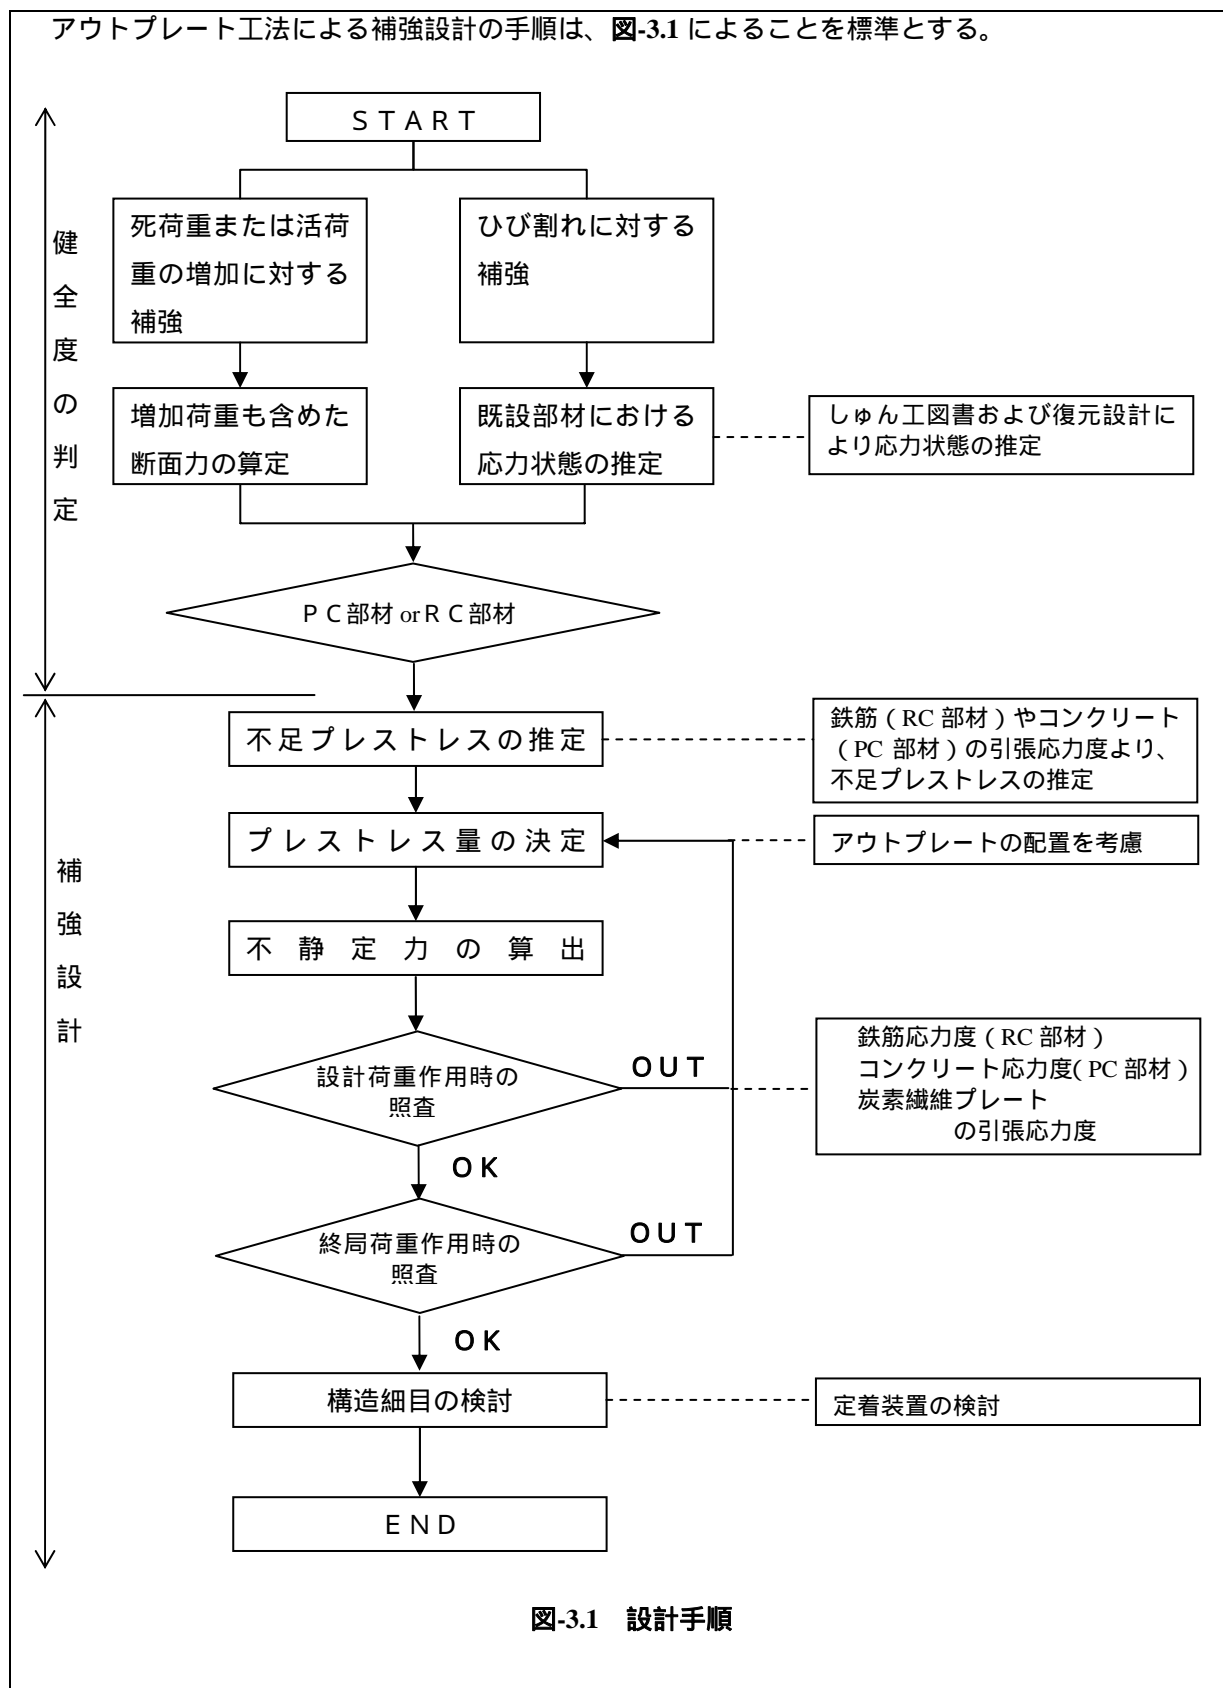 アウトプレート工法による補強設計の手順は、図-3.1 によることを標準とする。
ＳＴＡＲＴ
健全度の判定
死荷重または活荷
重の増加に対する
補強
ひび割れに対する
補強
増加荷重も含めた
断面力の算定
既設部材における
応力状態の推定
しゅん工図書および復元設計に
より応力状態の推定
ＰＣ部材 orＲＣ部材
補強設計
不足プレストレスの推定
鉄筋（RC 部材）やコンクリート
（PC 部材）の引張応力度より、
不足プレストレスの推定
プレストレス量の決定
アウトプレートの配置を考慮
不静定力の算出
設計荷重作用時の
照査
ＯＵＴ
鉄筋応力度（RC 部材）
コンクリート応力度（PC 部材）
炭素繊維プレート
の引張応力度
ＯＫ
終局荷重作用時の
照査
ＯＵＴ
ＯＫ
構造細目の検討
定着装置の検討
ＥＮＤ
図-3.1　設計手順